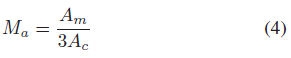 $M_a = \frac{A_m}{3A_c}$ (4)